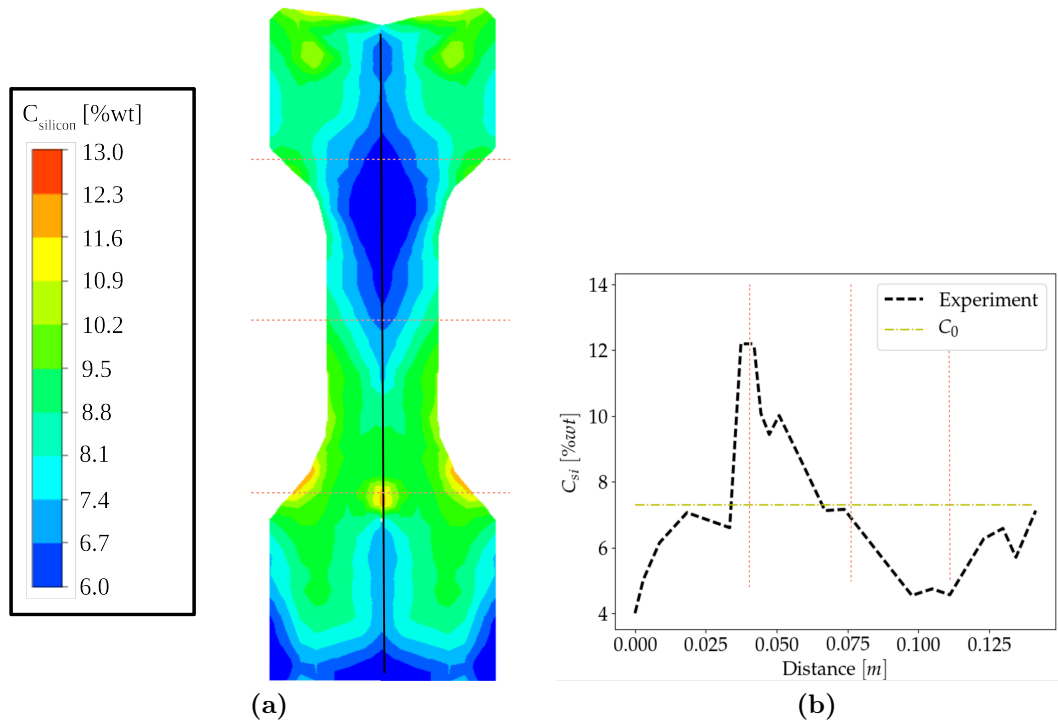 C_silicon [%wt]
13.0
12.3
11.6
10.9
10.2
9.5
8.8
8.1
7.4
6.7
6.0
(a)
14
12
10
8
6
4
C_si [%wt]
Experiment
C_0
0.000 0.025 0.050 0.075 0.100 0.125
Distance [m]
(b)